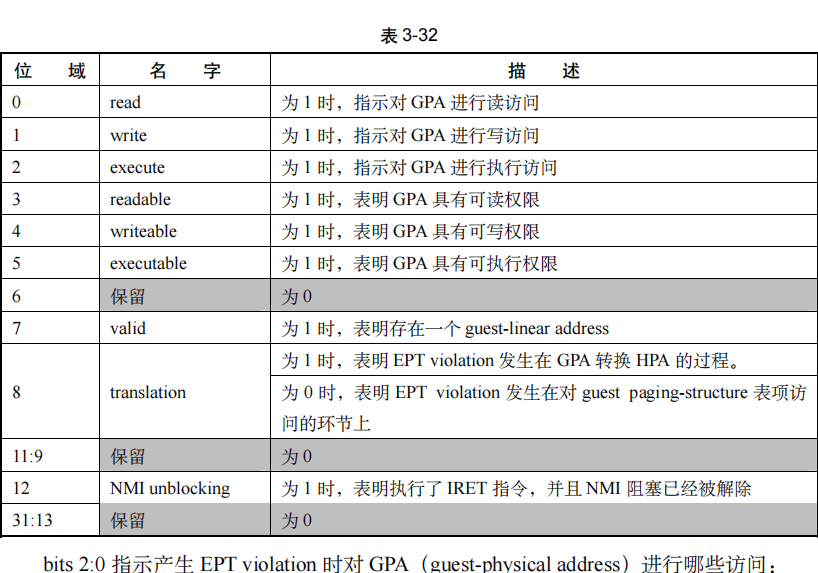 表 3-32
位 域 名 字 描 述
0 read 为 1 时，指示对 GPA 进行读访问
1 write 为 1 时，指示对 GPA 进行写访问
2 execute 为 1 时，指示对 GPA 进行执行访问
3 readable 为 1 时，表明 GPA 具有可读权限
4 writeable 为 1 时，表明 GPA 具有可写权限
5 executable 为 1 时，表明 GPA 具有可执行权限
6 保留 为 0
7 valid 为 1 时，表明存在一个 guest-linear address
8 translation 为 1 时，表明 EPT violation 发生在 GPA 转换 HPA 的过程。
为 0 时，表明 EPT violation 发生在对 guest paging-structure 表项访
问的环节上
11:9 保留 为 0
12 NMI unblocking 为 1 时，表明执行了 IRET 指令，并且 NMI 阻塞已经被解除
31:13 保留 为 0
bits 2:0 指示产生 EPT violation 时对 GPA（guest-physical address）进行哪些访问：